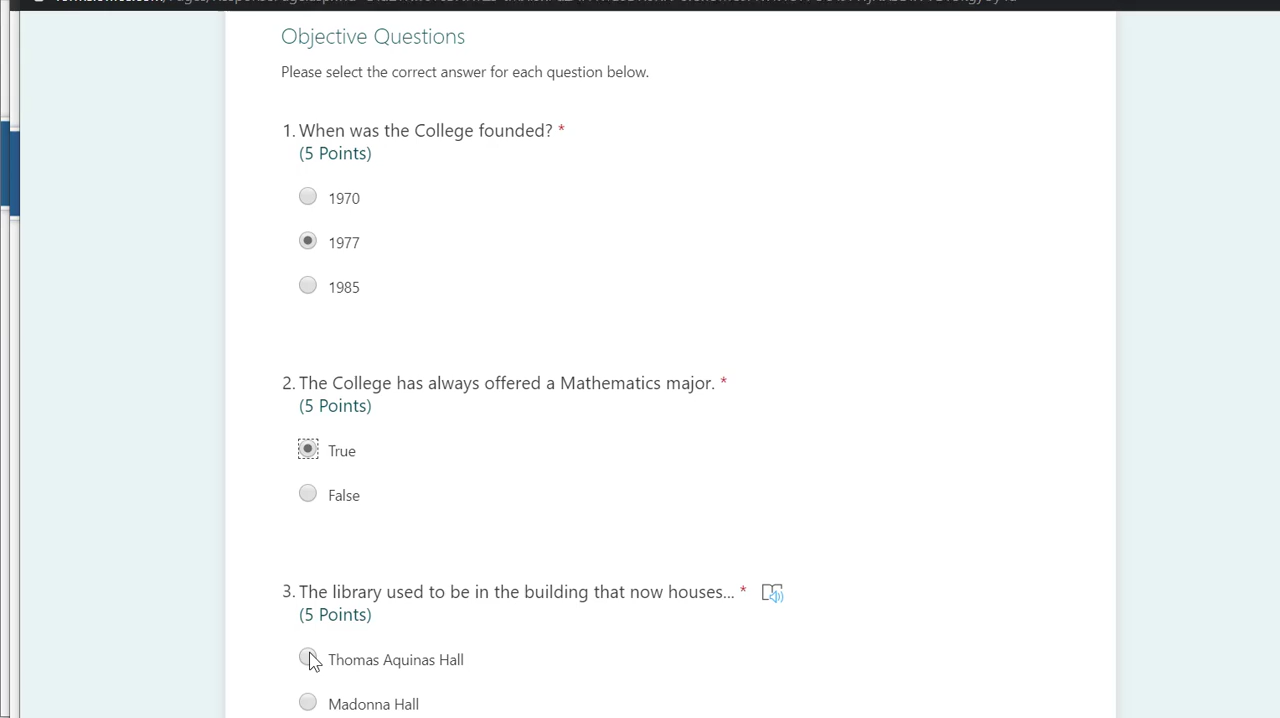 Objective Questions
Please select the correct answer for each question below.
1. When was the College founded? *
(5 Points)
1970
1977
1985
2. The College has always offered a Mathematics major. *
(5 Points)
True
False
3. The library used to be in the building that now houses... *
(5 Points)
Thomas Aquinas Hall
Madonna Hall